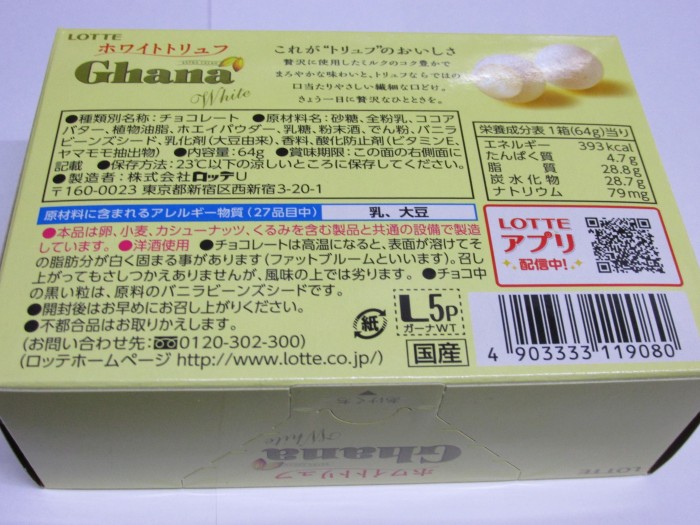 LOTTE
ホワイトトリュフ
Ghana
EXTRA CACAO
White
これが“トリュフ”のおいしさ
贅沢に使用したミルクのコク豊かで
まろやかな味わいと、トリュフならではの
口当たりやさしい繊細な口どけ。
きょう一日に贅沢なひとときを。
●種類別名称：チョコレート ●原材料名：砂糖、全粉乳、ココア
バター、植物油脂、ホエイパウダー、乳糖、粉末酒、でん粉、バニラ
ビーンズシード、乳化剤(大豆由来)、香料、酸化防止剤(ビタミンE、
ヤマモモ抽出物) ●内容量：64g ●賞味期限：この面の右側面に
記載 ●保存方法：23℃以下の涼しいところに保存してください。
●製造者：株式会社 ロッテU
〒160-0023 東京都新宿区西新宿3-20-1
栄養成分表 1箱(64g)当り
エネルギー 393kcal
たんぱく質 4.7g
脂質 28.8g
炭水化物 28.7g
ナトリウム 79mg
原材料に含まれるアレルギー物質(27品目中) 乳、大豆
●本品は卵、小麦、カシューナッツ、くるみを含む製品と共通の設備で製造
しています。●洋酒使用 ●チョコレートは高温になると、表面が溶けてそ
の脂肪分が白く固まる事があります(ファットブルームといいます)。召し
上がってもさしつかえありませんが、風味の上では劣ります。 ●チョコ中
の黒い粒は、原料のバニラビーンズシードです。
●開封後はお早めにお召し上がりください。
●不都合品はお取りかえします。
(お問い合わせ先：0120-302-300)
(ロッテホームページ http://www.lotte.co.jp/)
紙
L5P
ガーナWT
国産
LOTTE
アプリ
配信中!
4 903333 119080
あけくち
White
Ghana
ホワイトトリュフ
LOTTE